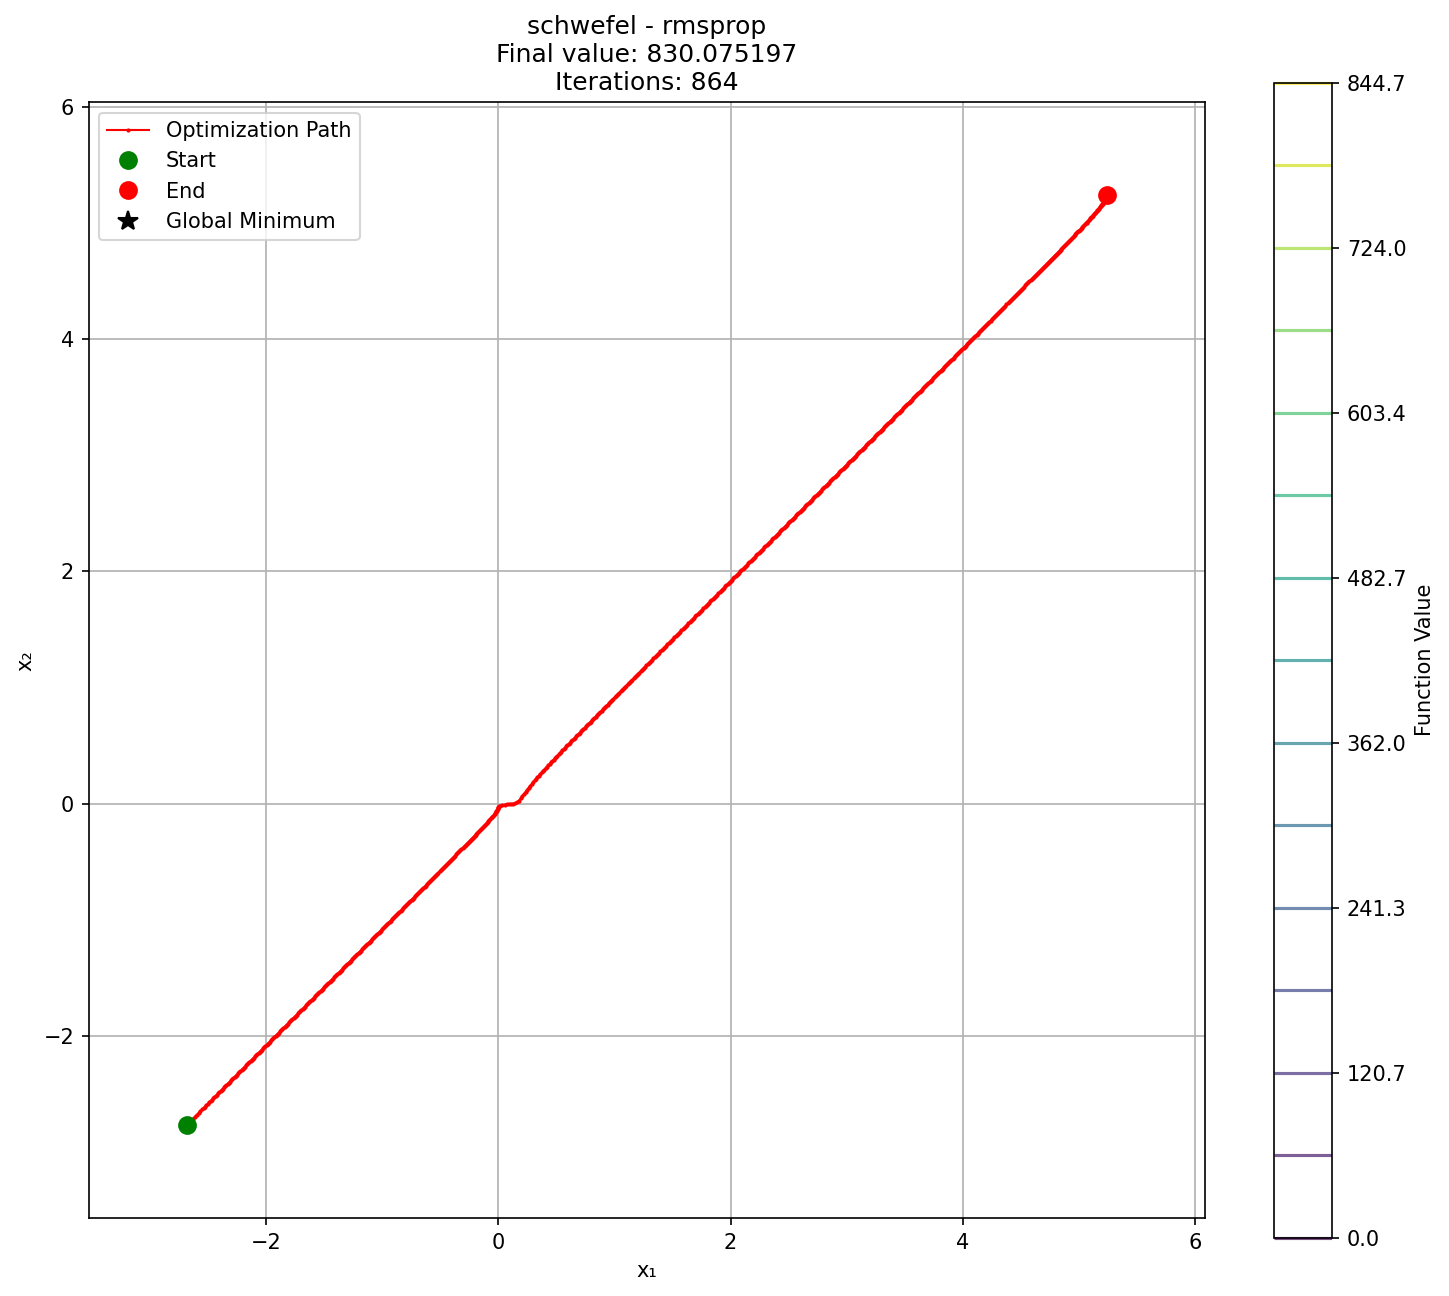 schwefel - rmsprop
Final value: 830.075197
Iterations: 864
Optimization Path
Start
End
Global Minimum
6
4
2
0
−2
x₂
−2
0
2
4
6
x₁
844.7
724.0
603.4
482.7
362.0
241.3
120.7
0.0
Function Value